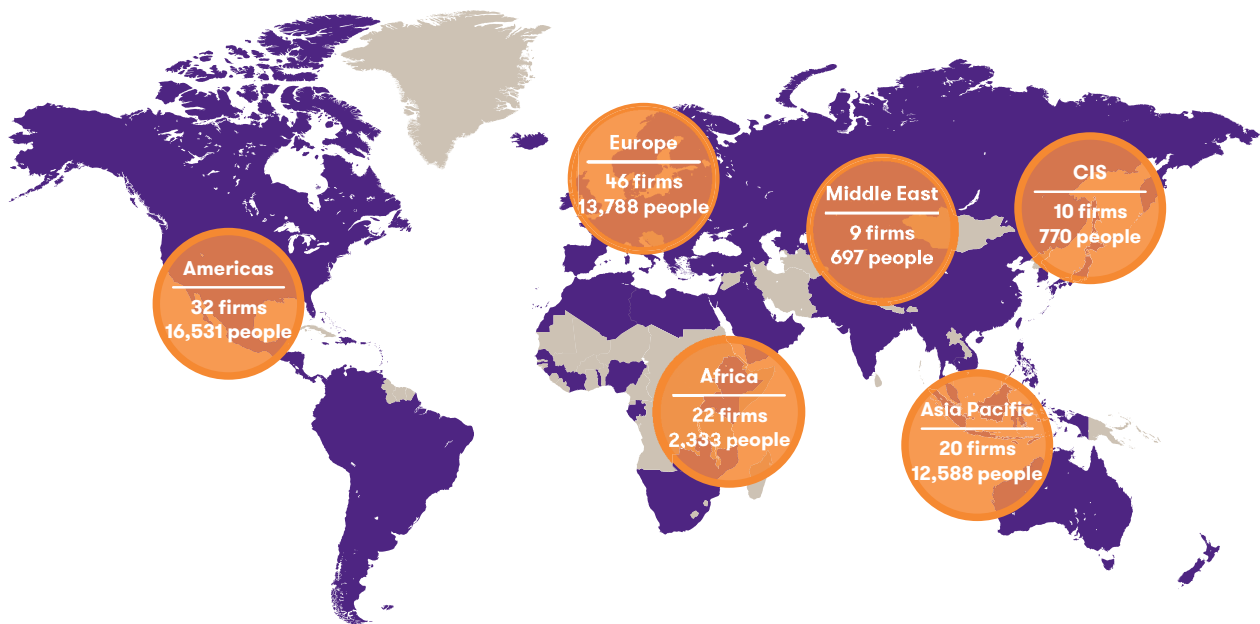 Europe
46 firms
13,788 people
Middle East
9 firms
697 people
CIS
10 firms
770 people
Americas
32 firms
16,531 people
Africa
22 firms
2,333 people
Asia Pacific
20 firms
12,588 people